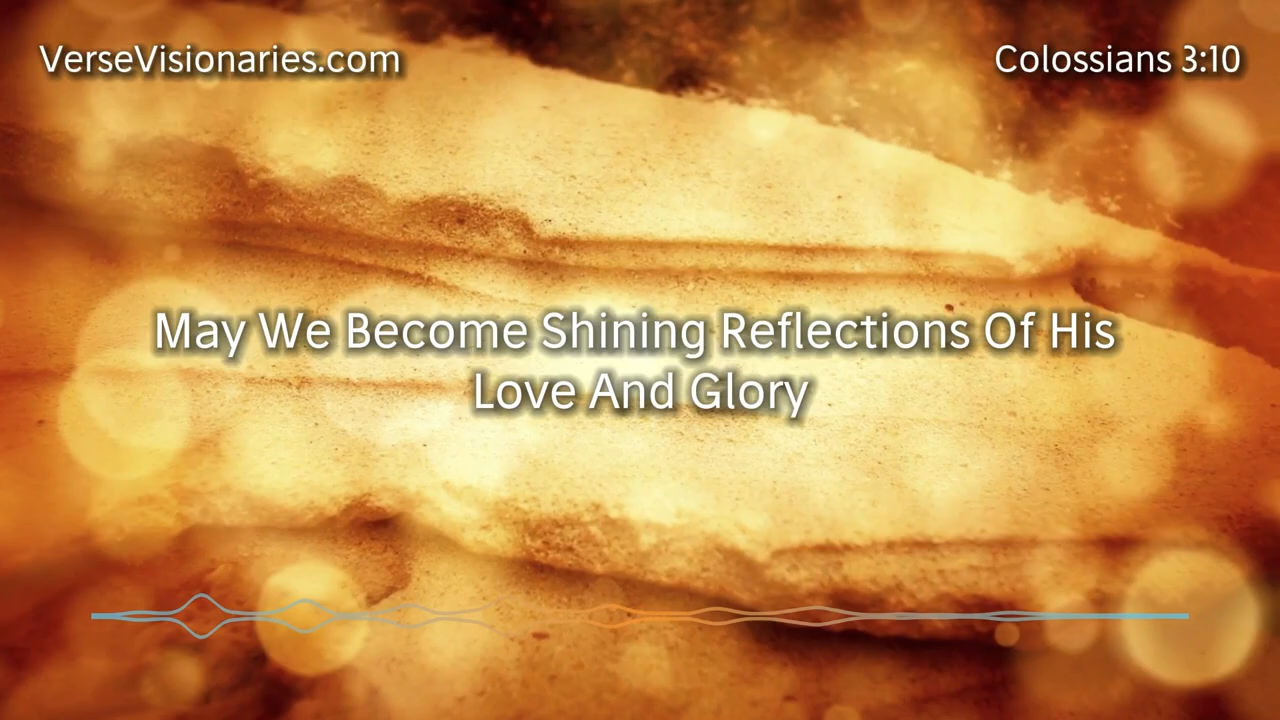 VerseVisionaries.com
Colossians 3:10
May We Become Shining Reflections Of His
Love And Glory